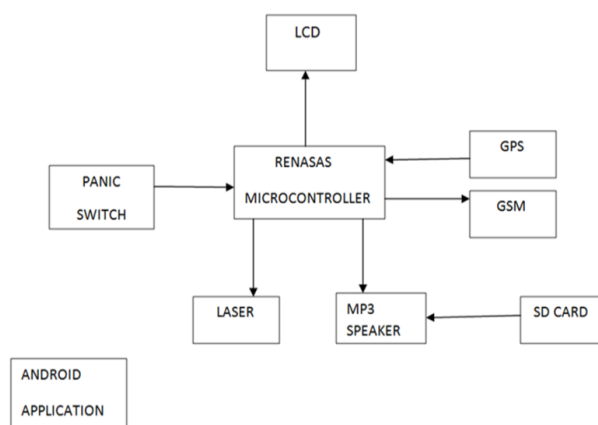 LCD
RENASAS
MICROCONTROLLER
GPS
GSM
PANIC
SWITCH
LASER
MP3
SPEAKER
SD CARD
ANDROID
APPLICATION